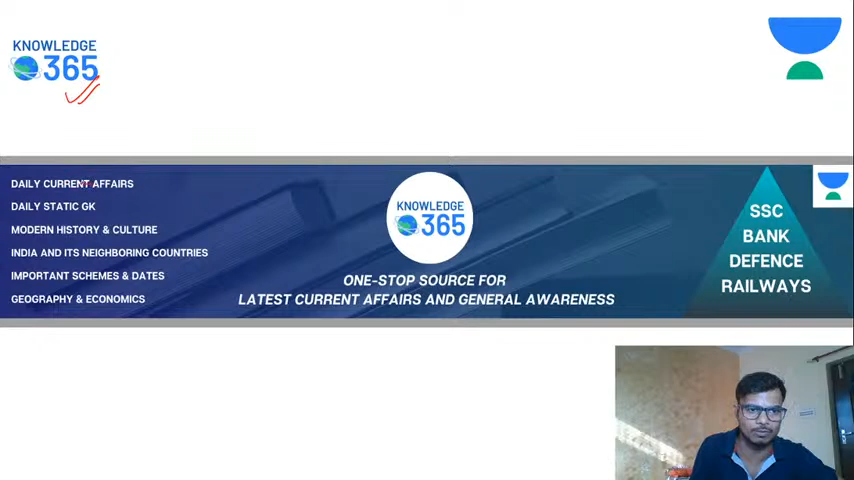 KNOWLEDGE
365
DAILY CURRENT AFFAIRS
DAILY STATIC GK
MODERN HISTORY & CULTURE
INDIA AND ITS NEIGHBORING COUNTRIES
IMPORTANT SCHEMES & DATES
GEOGRAPHY & ECONOMICS
KNOWLEDGE
365
ONE-STOP SOURCE FOR
LATEST CURRENT AFFAIRS AND GENERAL AWARENESS
SSC
BANK
DEFENCE
RAILWAYS